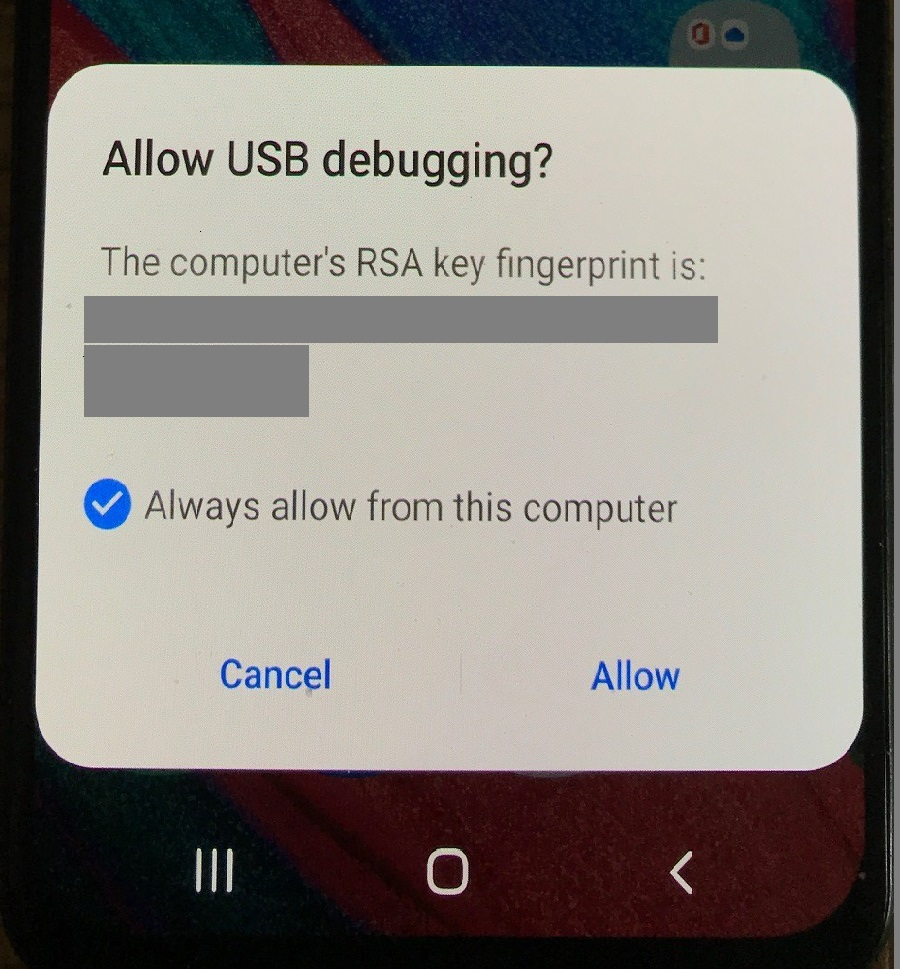 Allow USB debugging?
The computer's RSA key fingerprint is:
Always allow from this computer
Cancel
Allow